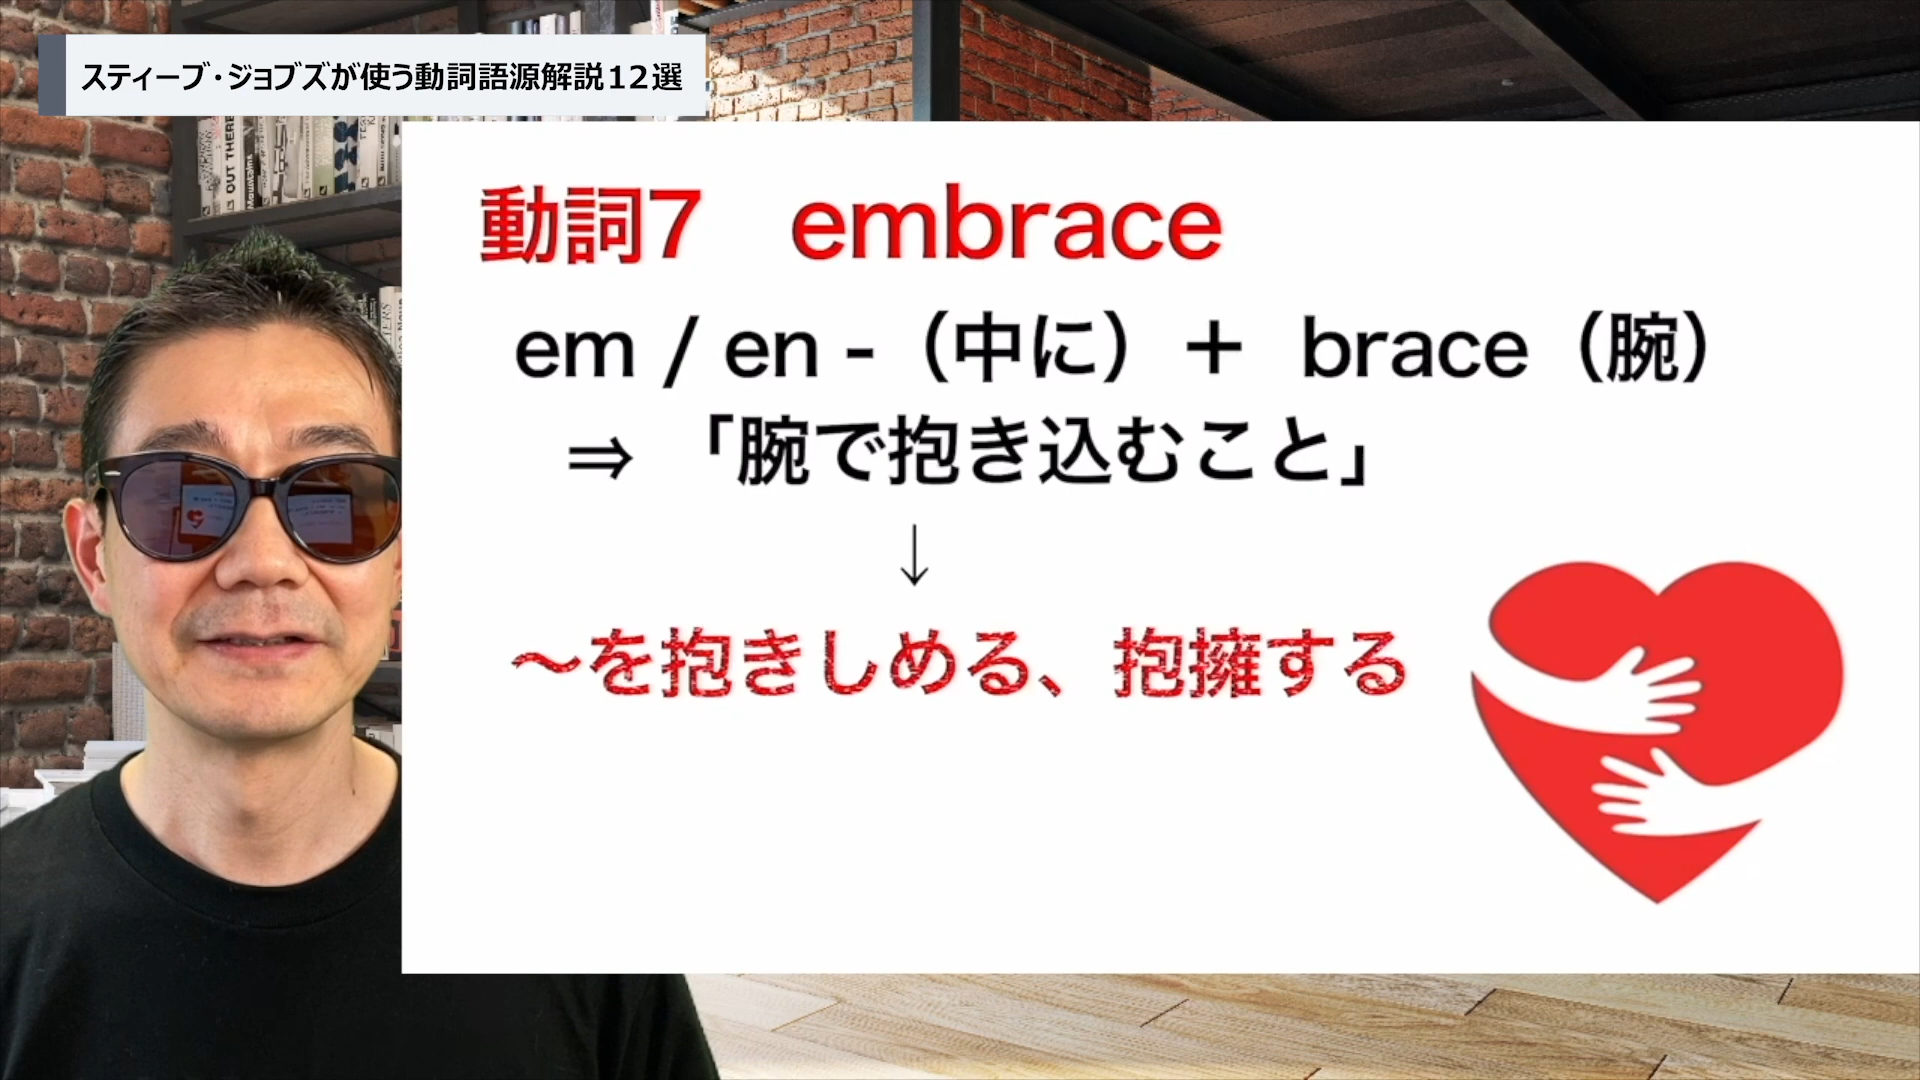 スティーブ・ジョブズが使う動詞語源解説12選
OUT THERE
動詞7　embrace
em / en -（中に）＋ brace（腕）
⇒「腕で抱き込むこと」
↓
～を抱きしめる、抱擁する